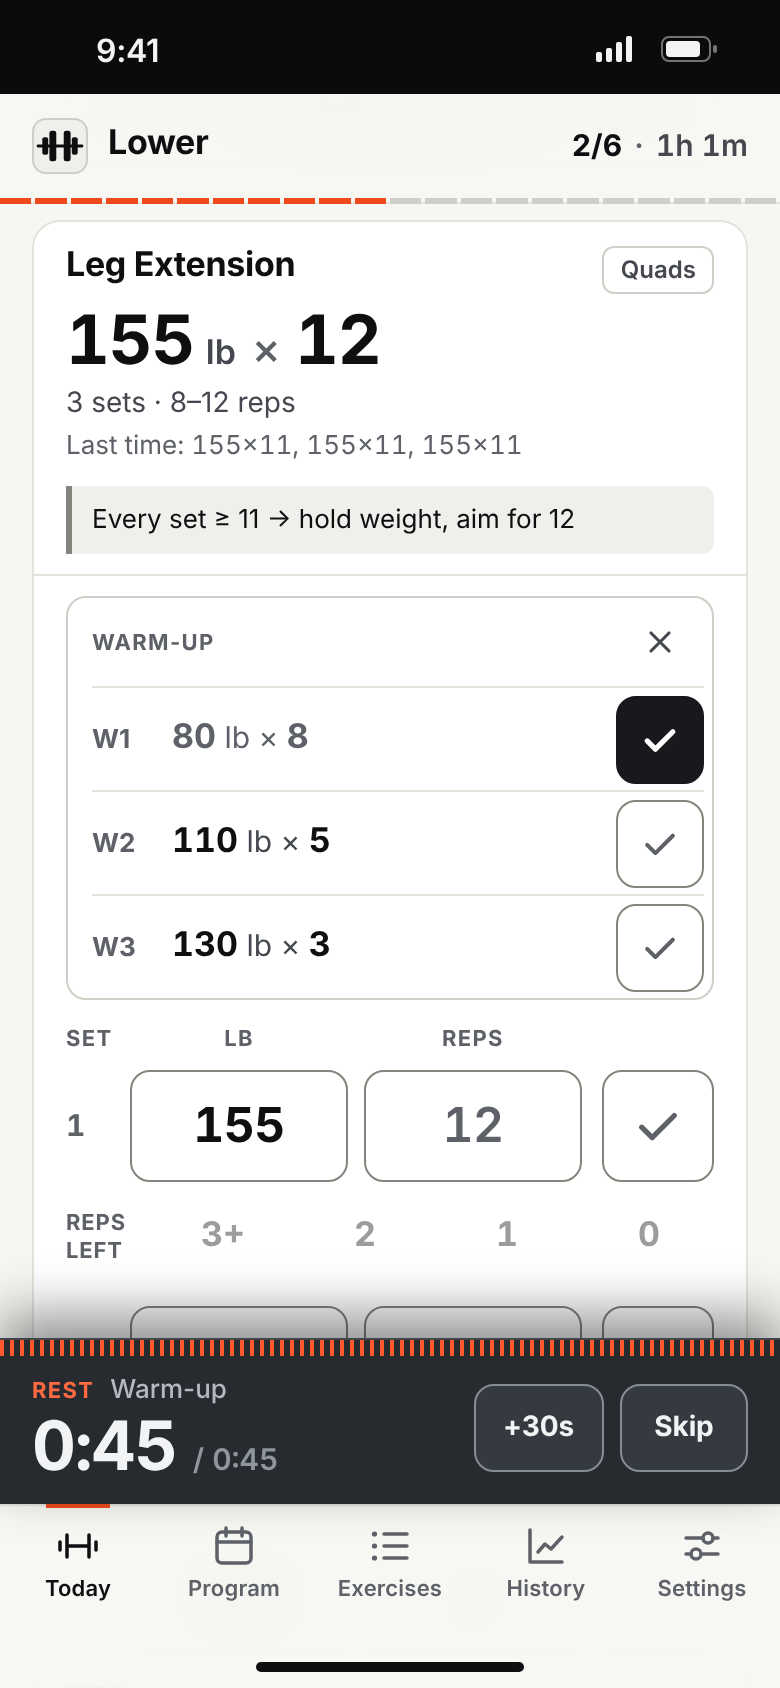 9:41
Lower
2/6 · 1h 1m
Leg Extension
Quads
155 lb × 12
3 sets · 8–12 reps
Last time: 155×11, 155×11, 155×11
Every set ≥ 11 → hold weight, aim for 12
WARM-UP
W1 80 lb × 8
W2 110 lb × 5
W3 130 lb × 3
SET LB REPS
1 155 12
REPS LEFT 3+ 2 1 0
REST Warm-up
0:45 / 0:45
+30s Skip
Today Program Exercises History Settings